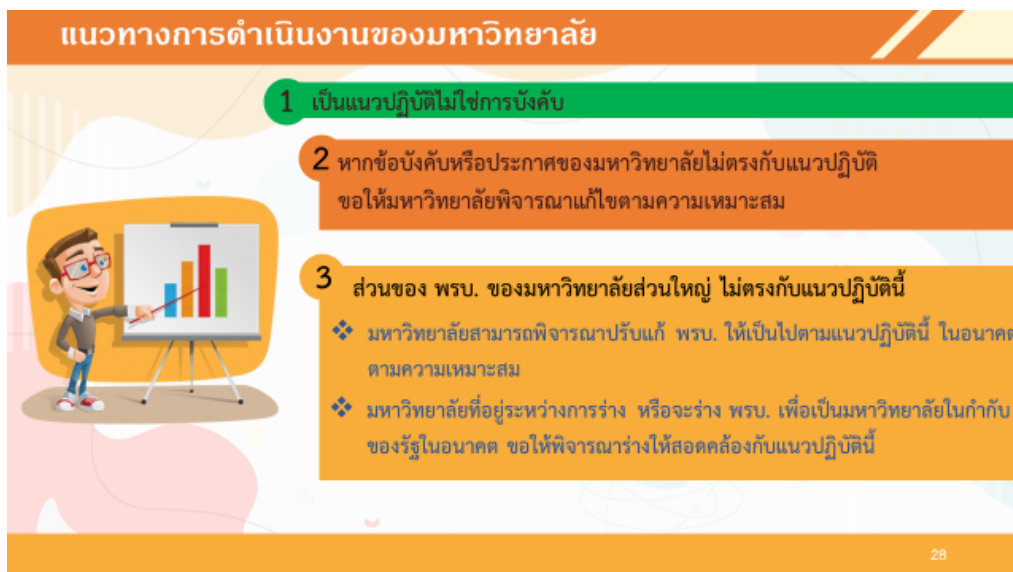 แนวทางการดำเนินงานของมหาวิทยาลัย
1 เป็นแนวปฏิบัติไม่ใช่การบังคับ
2 หากข้อบังคับหรือประกาศของมหาวิทยาลัยไม่ตรงกับแนวปฏิบัติ
ขอให้มหาวิทยาลัยพิจารณาแก้ไขตามความเหมาะสม
3 ส่วนของ พรบ. ของมหาวิทยาลัยส่วนใหญ่ ไม่ตรงกับแนวปฏิบัตินี้
❖ มหาวิทยาลัยสามารถพิจารณาปรับแก้ พรบ. ให้เป็นไปตามแนวปฏิบัตินี้ ในอนาคต
ตามความเหมาะสม
❖ มหาวิทยาลัยที่อยู่ระหว่างการร่าง หรือจะร่าง พรบ. เพื่อเป็นมหาวิทยาลัยในกำกับ
ของรัฐในอนาคต ขอให้พิจารณาร่างให้สอดคล้องกับแนวปฏิบัตินี้
28